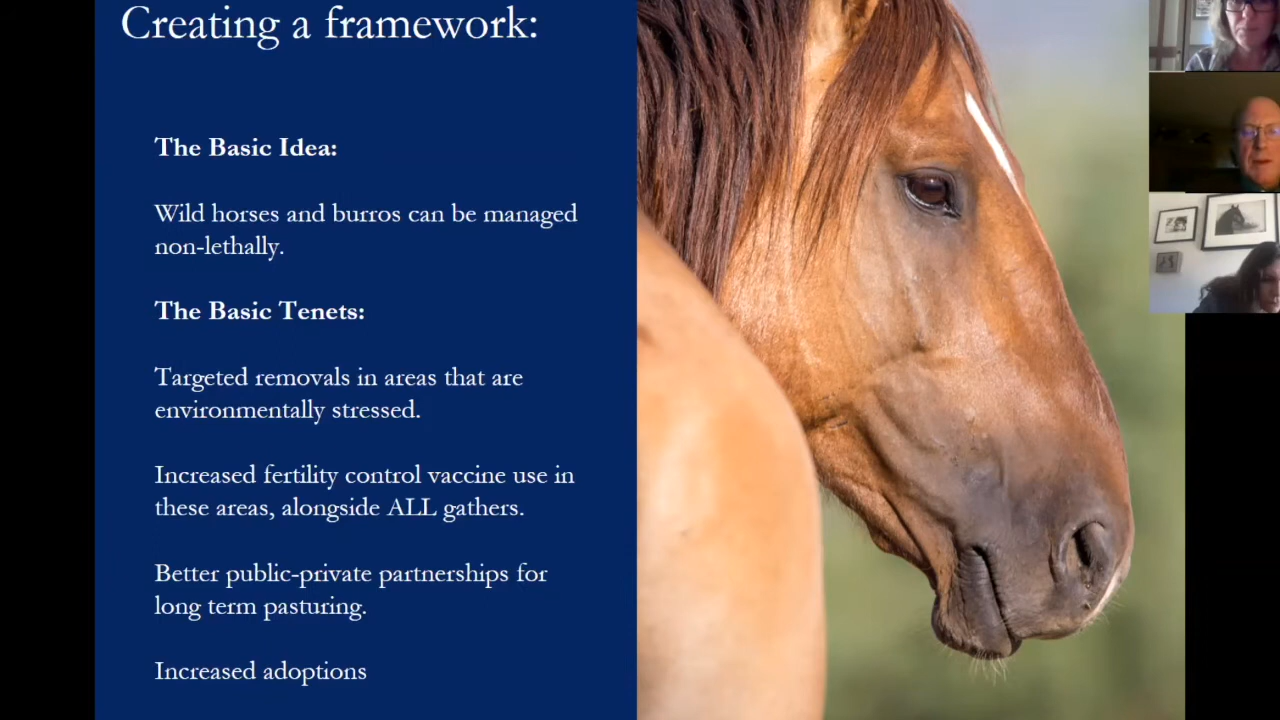 Creating a framework:
The Basic Idea:
Wild horses and burros can be managed
non-lethally.
The Basic Tenets:
Targeted removals in areas that are
environmentally stressed.
Increased fertility control vaccine use in
these areas, alongside ALL gathers.
Better public-private partnerships for
long term pasturing.
Increased adoptions